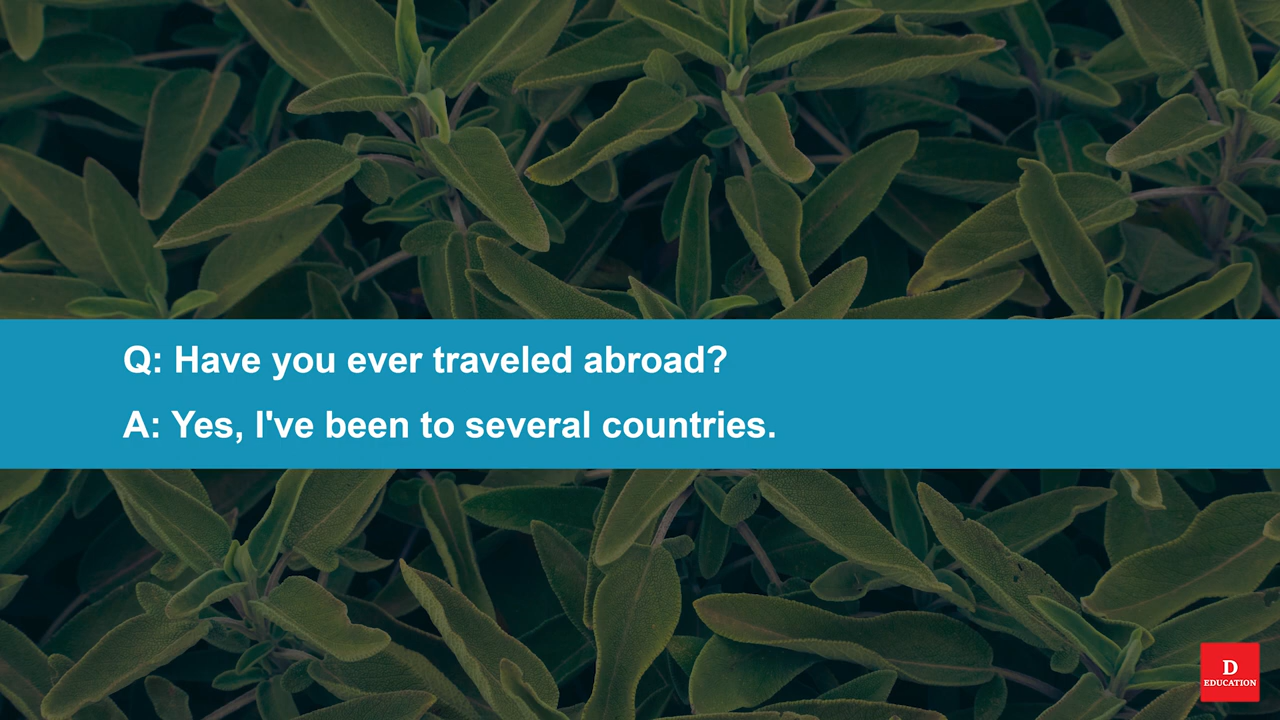 Q: Have you ever traveled abroad?
A: Yes, I've been to several countries.
D
EDUCATION